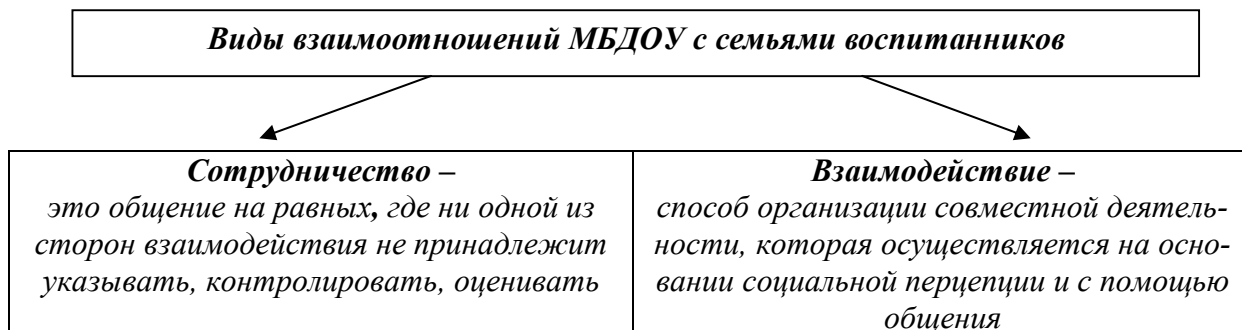 Виды взаимоотношений МБДОУ с семьями воспитанников
Сотрудничество –
это общение на равных, где ни одной из
сторон взаимодействия не принадлежит
указывать, контролировать, оценивать
Взаимодействие –
способ организации совместной деятель-
ности, которая осуществляется на осно-
вании социальной перцепции и с помощью
общения